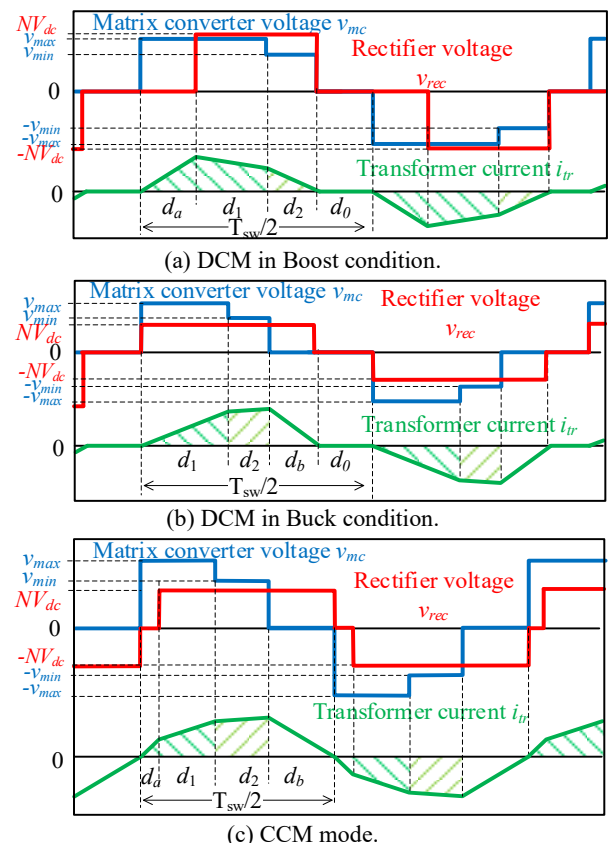 NV_dc
v_max
v_min
0
-v_min
-v_max
-NV_dc
0
Matrix converter voltage v_mc
Rectifier voltage
v_rec
Transformer current i_tr
d_a d_1 d_2 d_0
T_sw/2
(a) DCM in Boost condition.
v_max
v_min
NV_dc
0
-NV_dc
-v_min
-v_max
0
Matrix converter voltage v_mc
Rectifier voltage
v_rec
Transformer current i_tr
d_1 d_2 d_b d_0
T_sw/2
(b) DCM in Buck condition.
v_max
v_min
NV_dc
0
-NV_dc
-v_min
-v_max
0
Matrix converter voltage v_mc
Rectifier voltage
v_rec
Transformer current i_tr
d_a d_1 d_2 d_b
T_sw/2
(c) CCM mode.